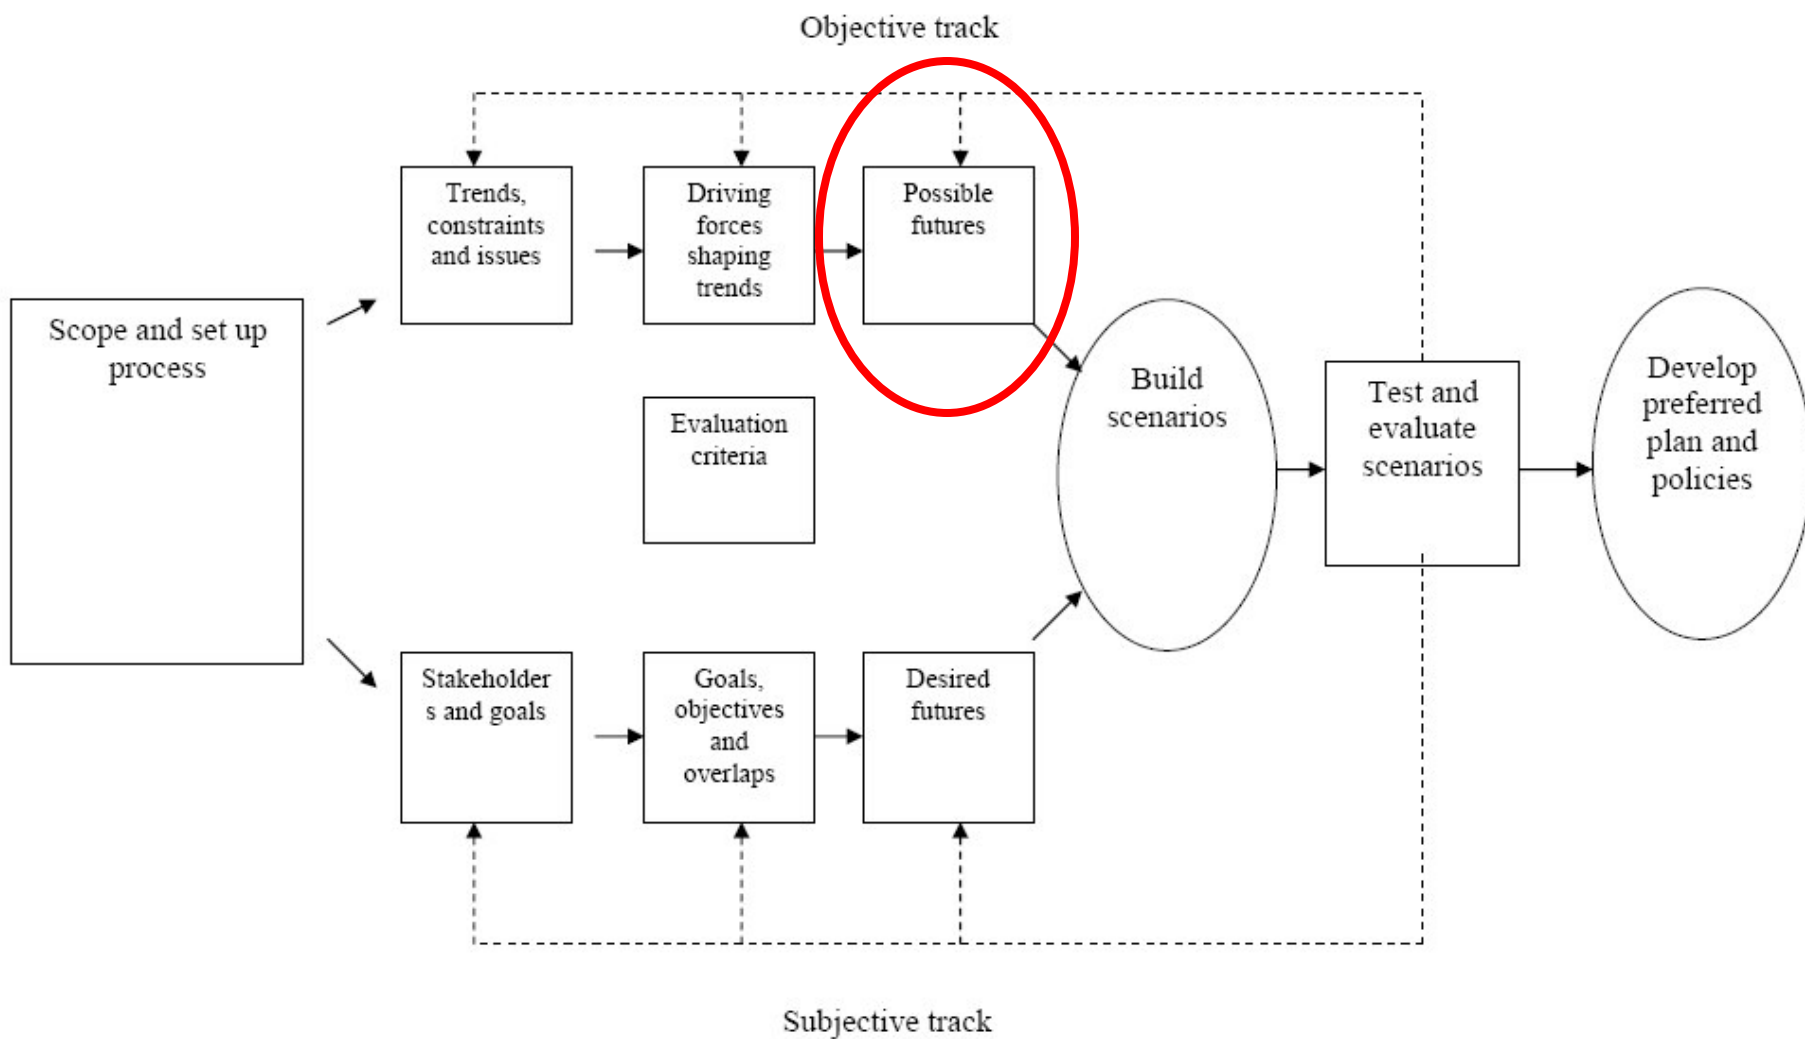 Objective track
Trends,
constraints
and issues
Driving
forces
shaping
trends
Possible
futures
Scope and set up
process
Evaluation
criteria
Build
scenarios
Test and
evaluate
scenarios
Develop
preferred
plan and
policies
Stakeholder
s and goals
Goals,
objectives
and
overlaps
Desired
futures
Subjective track